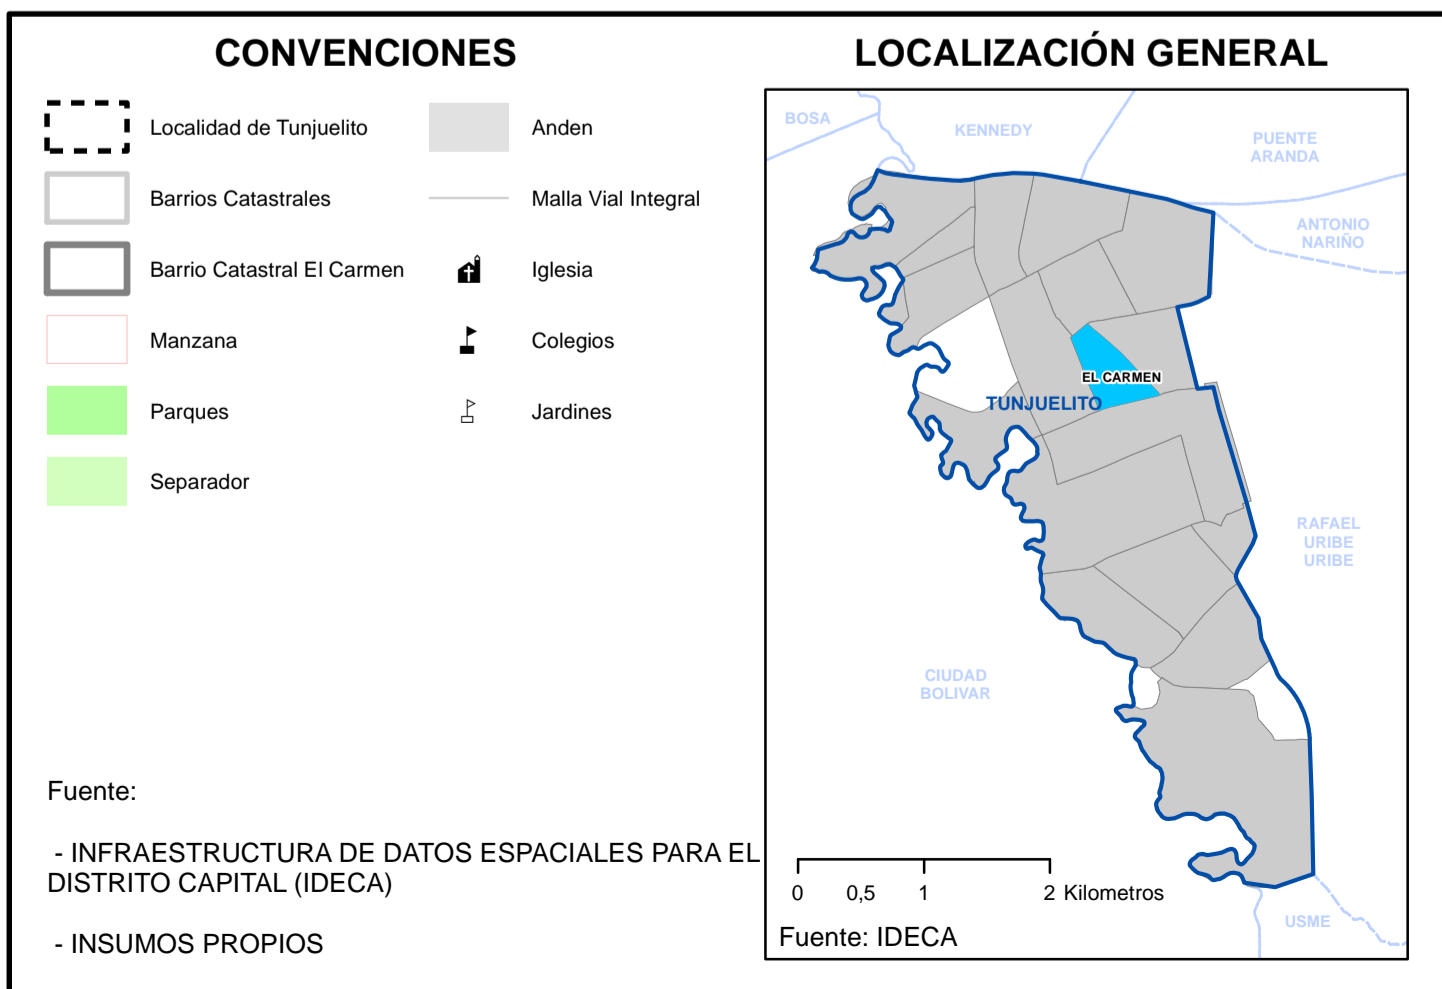 CONVENCIONES
Localidad de Tunjuelito
Barrios Catastrales
Barrio Catastral El Carmen
Manzana
Parques
Separador
Anden
Malla Vial Integral
Iglesia
Colegios
Jardines
Fuente:
- INFRAESTRUCTURA DE DATOS ESPACIALES PARA EL
DISTRITO CAPITAL (IDECA)
- INSUMOS PROPIOS
LOCALIZACIÓN GENERAL
BOSA
KENNEDY
PUENTE
ARANDA
ANTONIO
NARIÑO
EL CARMEN
TUNJUELITO
RAFAEL
URIBE
URIBE
CIUDAD
BOLIVAR
USME
0 0,5 1 2 Kilometros
Fuente: IDECA